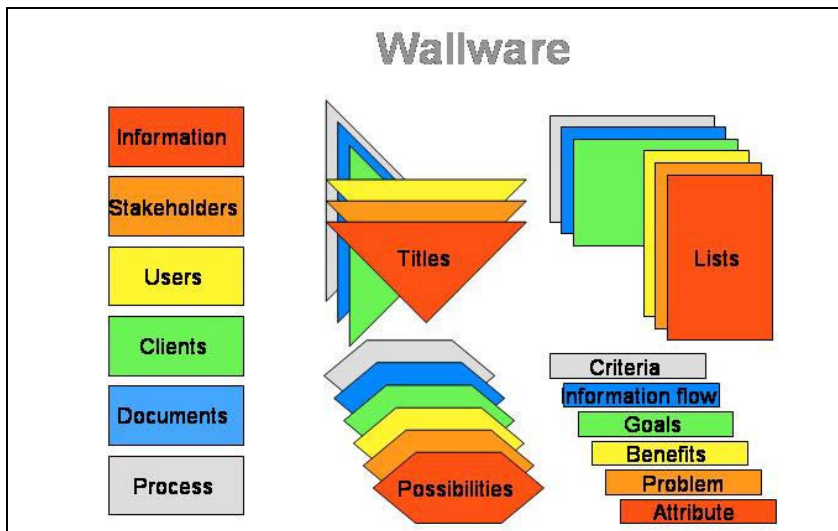 Wallware
Information
Stakeholders
Users
Clients
Documents
Process
Titles
Lists
Possibilities
Criteria
Information flow
Goals
Benefits
Problem
Attribute